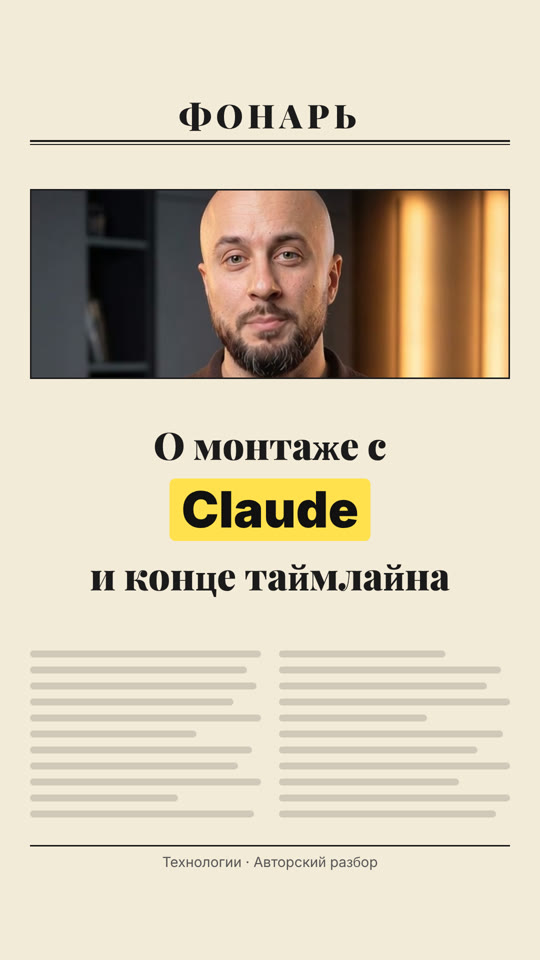 ФОНАРЬ
О монтаже с
Claude
и конце таймлайна
Технологии · Авторский разбор